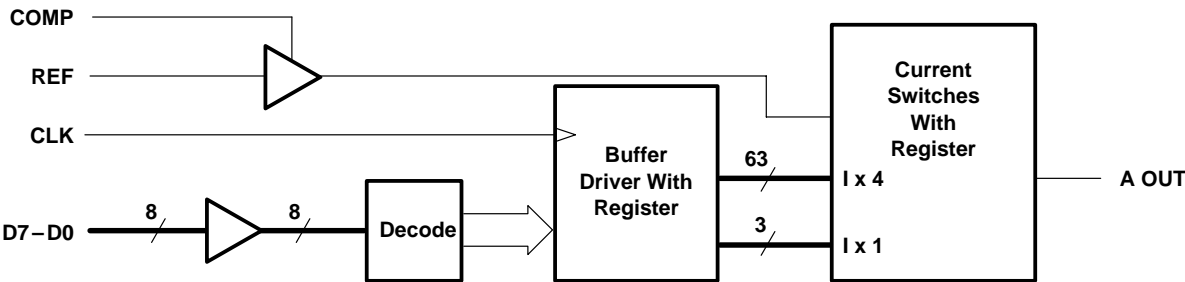 COMP
REF
CLK
D7–D0
8
8
Decode
Buffer
Driver With
Register
63
3
Current
Switches
With
Register
I x 4
I x 1
A OUT